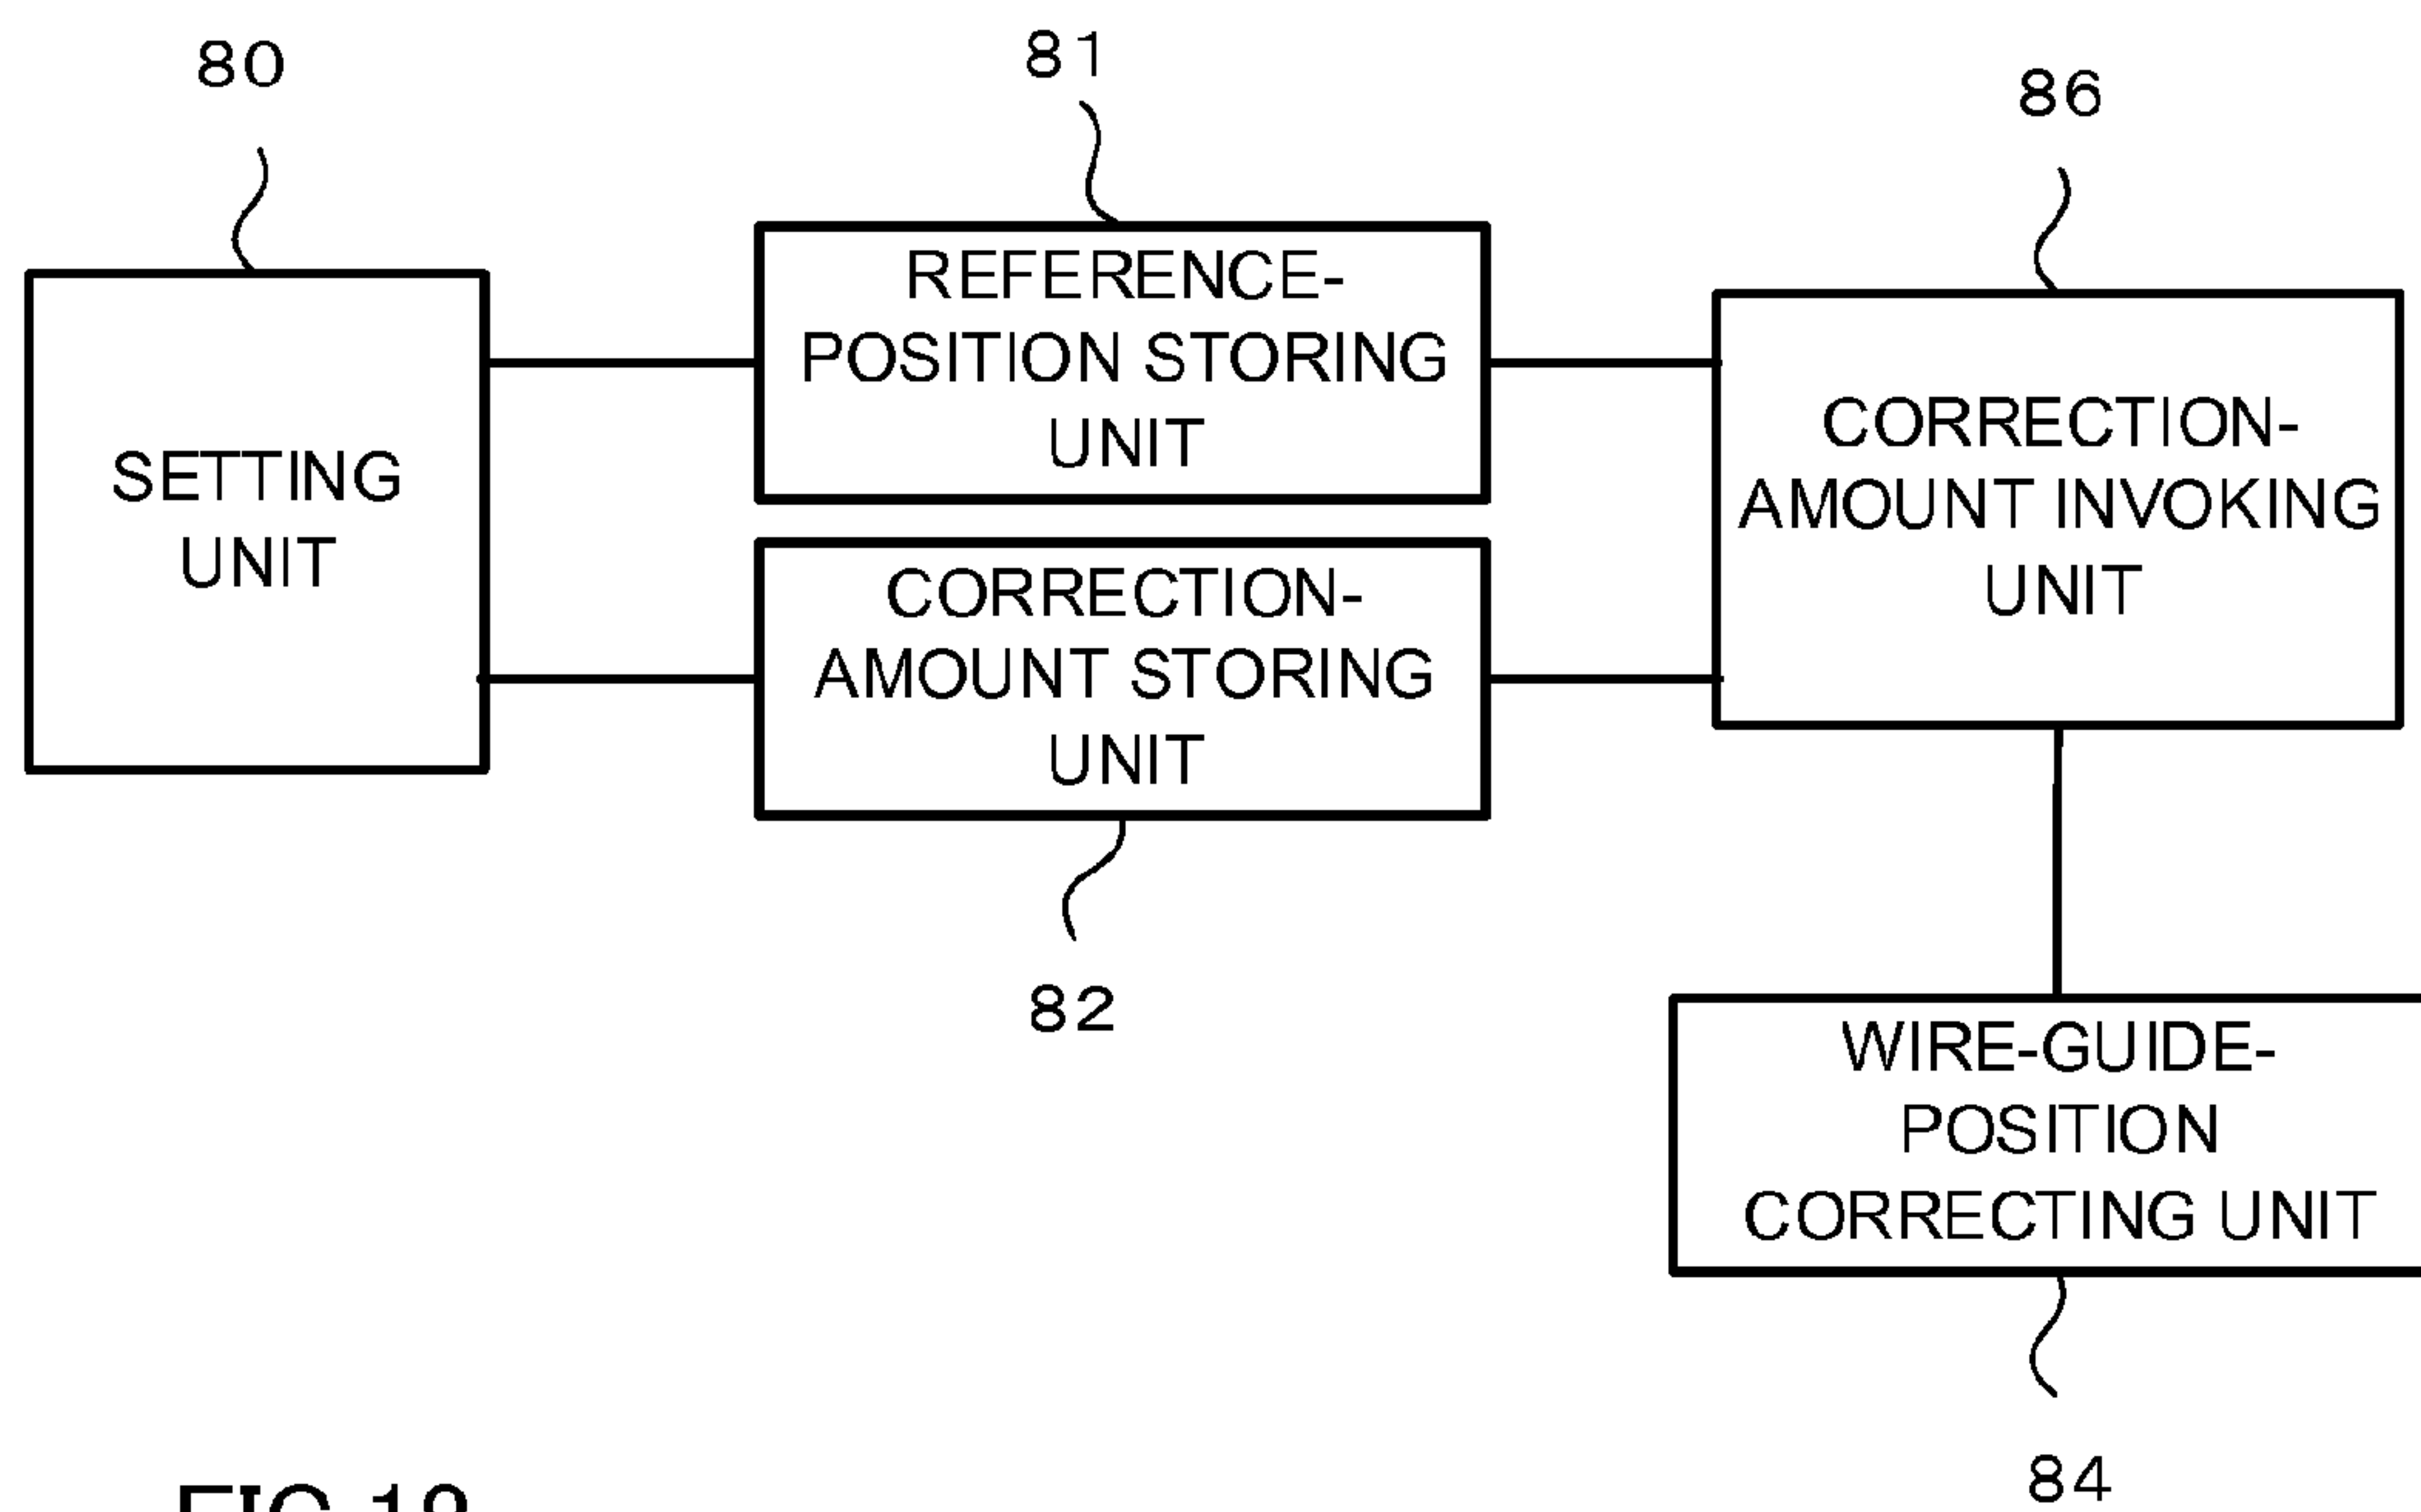 80
81
86
SETTING
UNIT
REFERENCE-
POSITION STORING
UNIT
CORRECTION-
AMOUNT STORING
UNIT
CORRECTION-
AMOUNT INVOKING
UNIT
82
WIRE-GUIDE-
POSITION
CORRECTING UNIT
84